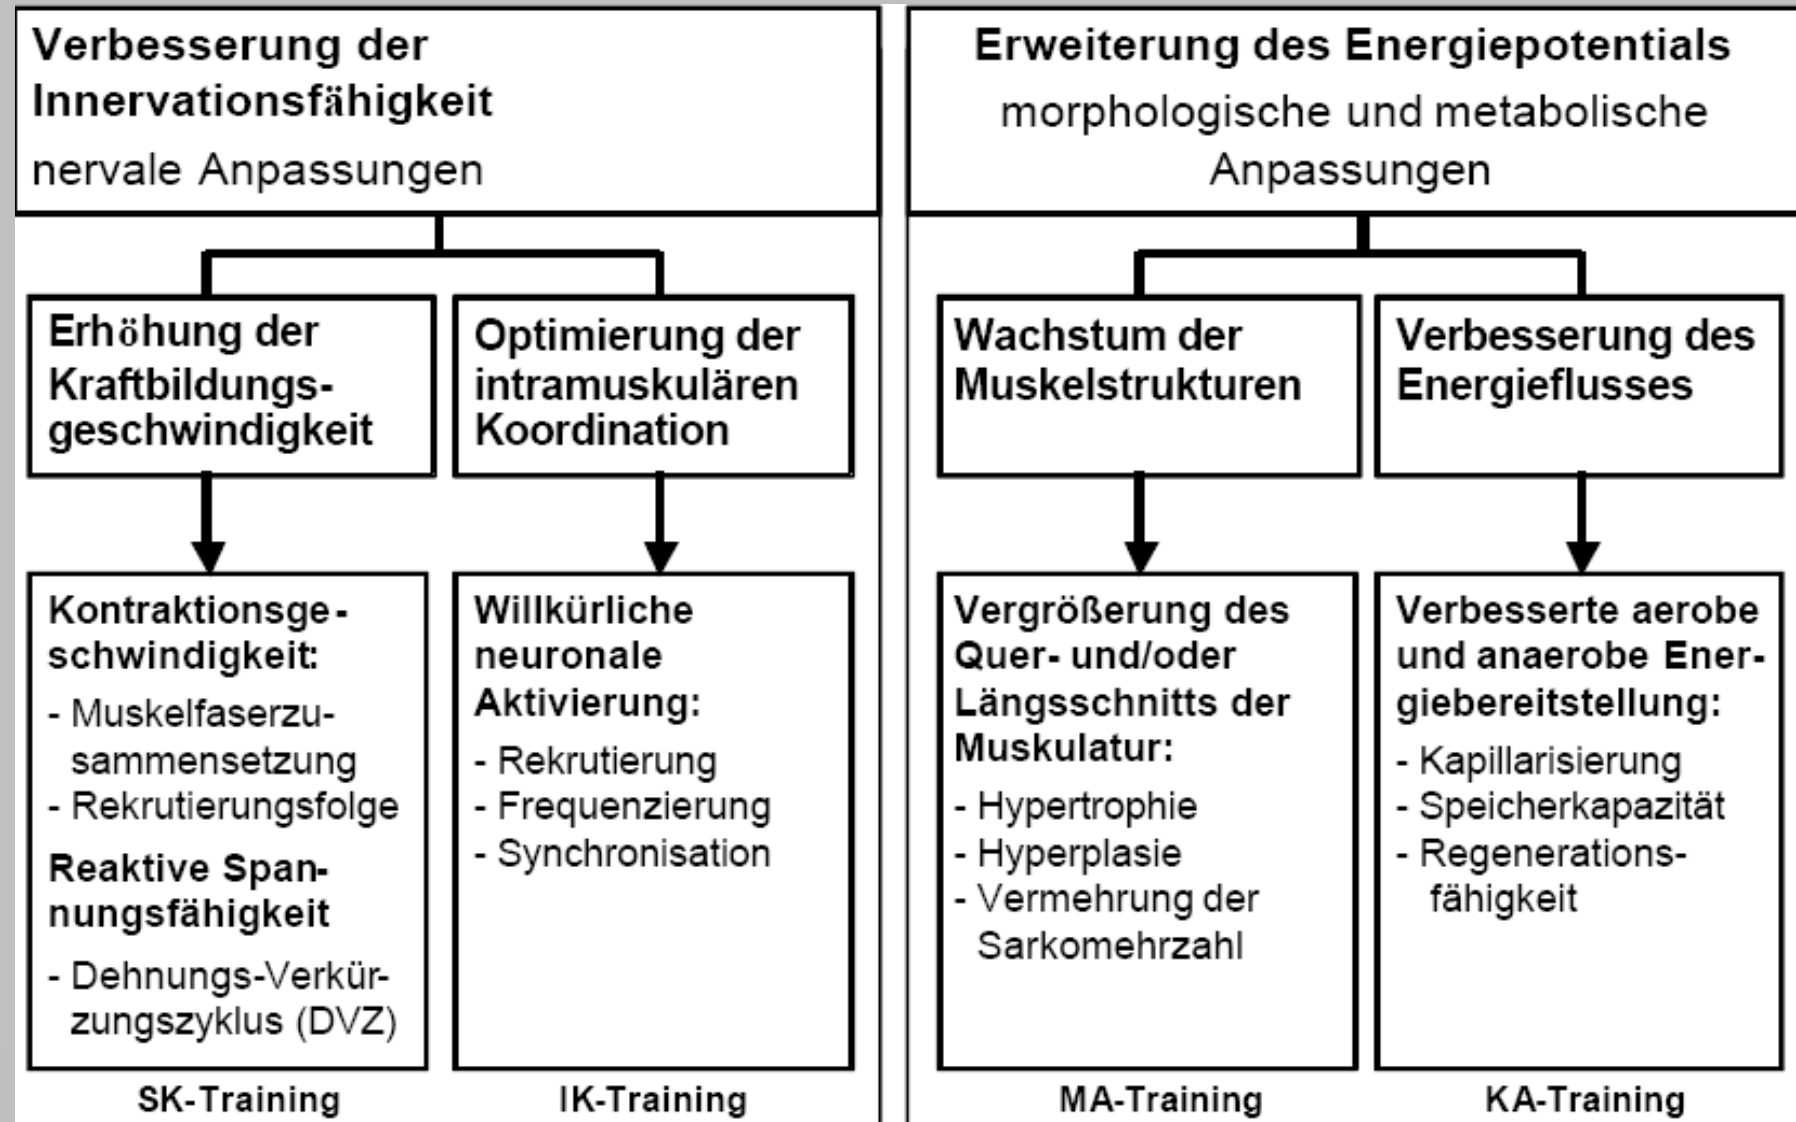 Verbesserung der
Innervationsfähigkeit
nervale Anpassungen
Erhöhung der
Kraftbildungs-
geschwindigkeit
Optimierung der
intramuskulären
Koordination
Kontraktionsge-
schwindigkeit:
- Muskelfaserzu-
sammensetzung
- Rekrutierungsfolge
Reaktive Span-
nungsfähigkeit
- Dehnungs-Verkür-
zungszyklus (DVZ)
SK-Training
Willkürliche
neuronale
Aktivierung:
- Rekrutierung
- Frequenzierung
- Synchronisation
IK-Training
Erweiterung des Energiepotentials
morphologische und metabolische
Anpassungen
Wachstum der
Muskelstrukturen
Verbesserung des
Energieflusses
Vergrößerung des
Quer- und/oder
Längsschnitts der
Muskulatur:
- Hypertrophie
- Hyperplasie
- Vermehrung der
Sarkomehrzahl
MA-Training
Verbesserte aerobe
und anaerobe Ener-
giebereitstellung:
- Kapillarisierung
- Speicherkapazität
- Regenerations-
fähigkeit
KA-Training